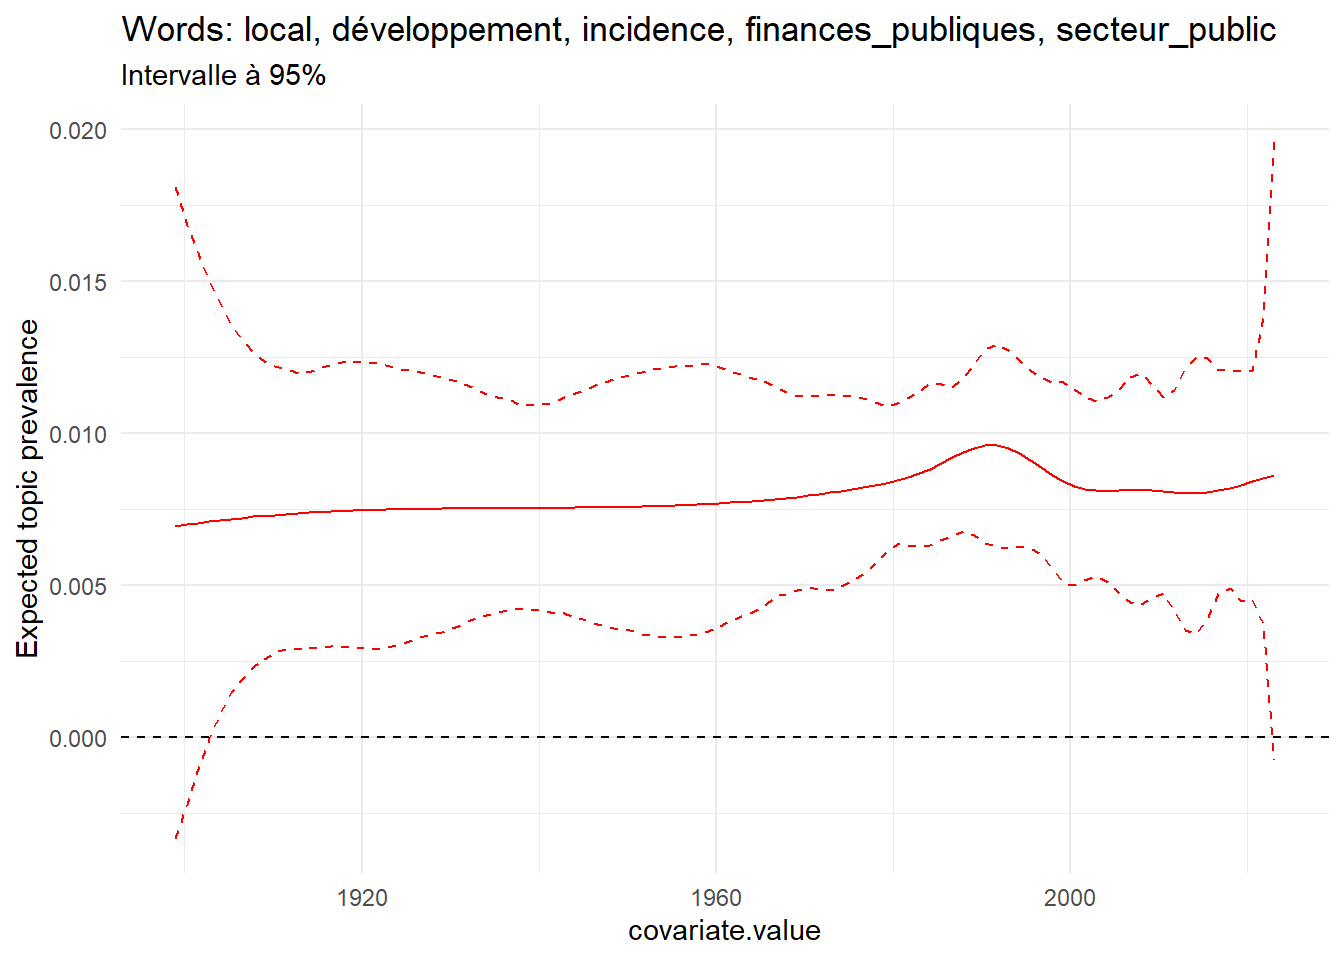 Words: local, développement, incidence, finances_publiques, secteur_public
Intervalle à 95%
Expected topic prevalence
0.020
0.015
0.010
0.005
0.000
1920 1960 2000
covariate.value